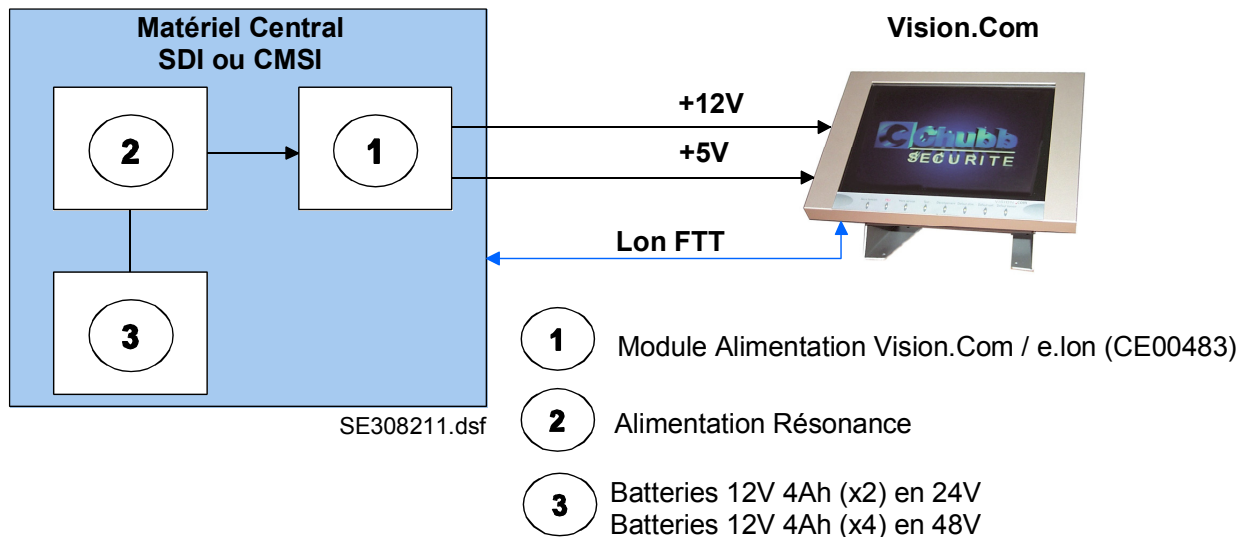 Matériel Central
SDI ou CMSI
Vision.Com
2
1
+12V
+5V
Chubb
SECURITE
Lon FTT
3
SE308211.dsf
1 Module Alimentation Vision.Com / e.lon (CE00483)
2 Alimentation Résonance
3 Batteries 12V 4Ah (x2) en 24V
Batteries 12V 4Ah (x4) en 48V